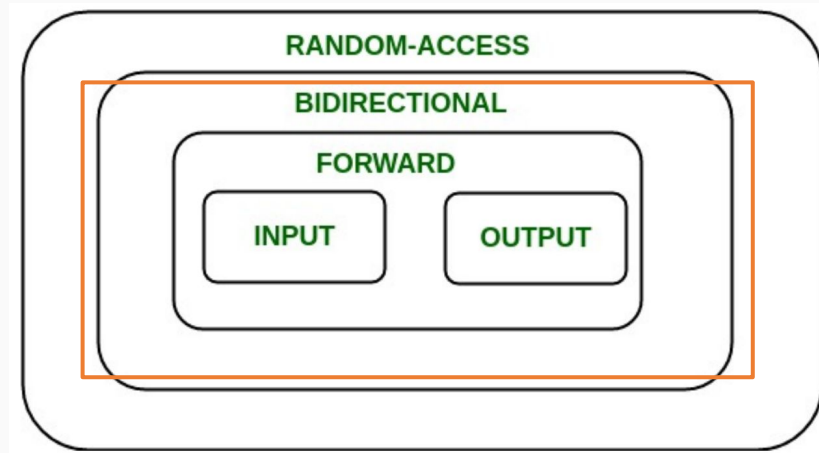 RANDOM-ACCESS
BIDIRECTIONAL
FORWARD
INPUT
OUTPUT